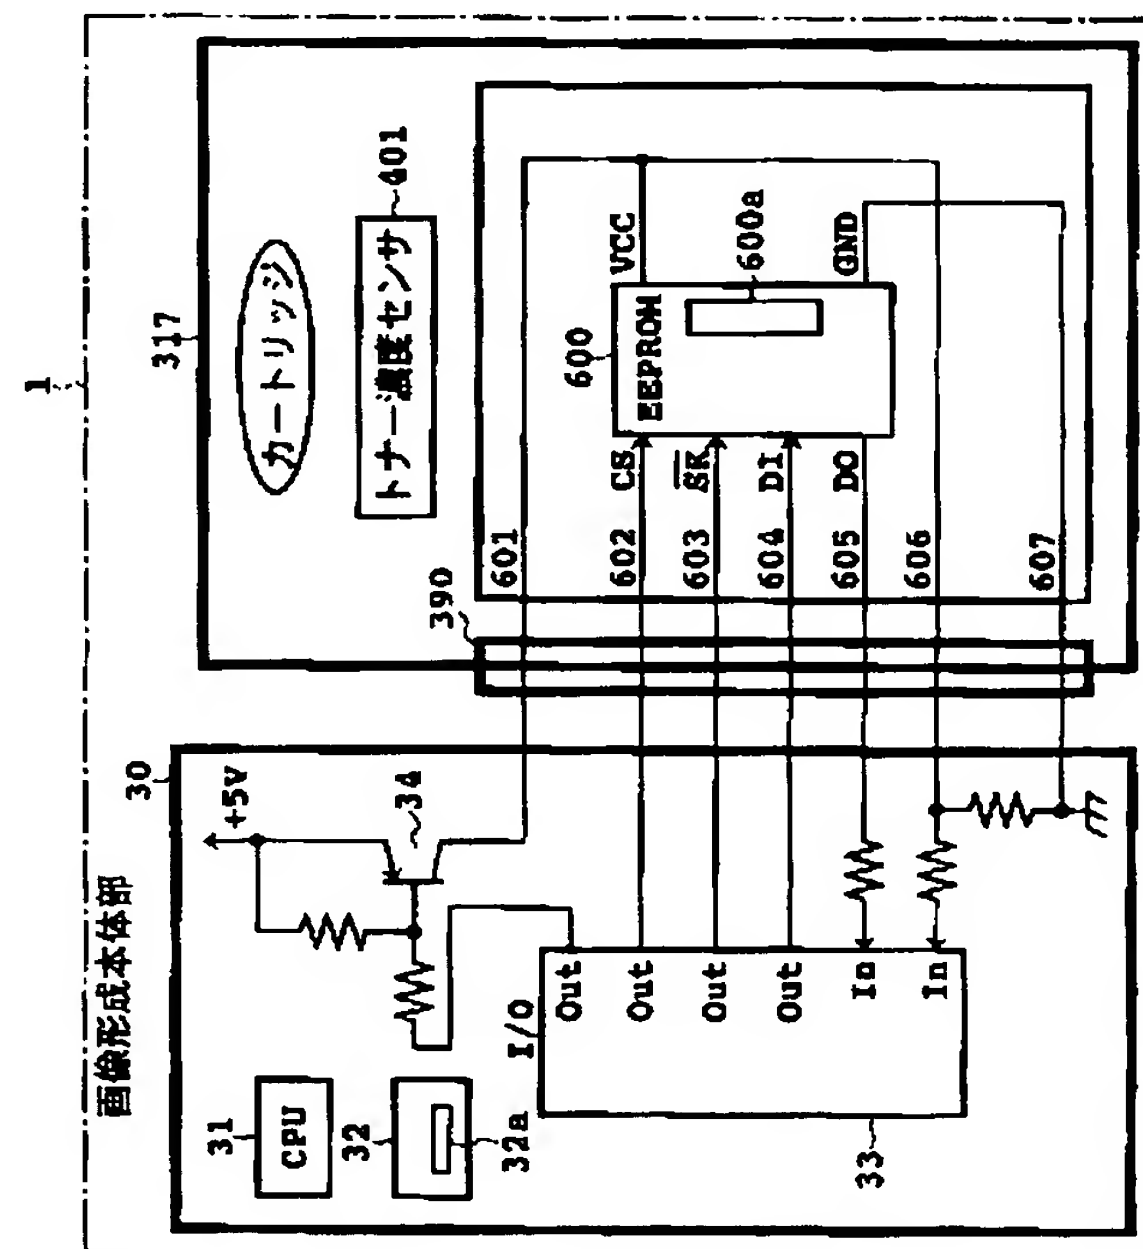 1
画像形成本体部
30
31
CPU
32
32a
+5V
34
I/O
33
Out
Out
Out
Out
In
In
390
317
カートリッジ
トナー濃度センサ
401
601
602
603
604
605
606
607
CS
SK
DI
DO
600
EEPROM
600a
VCC
GND